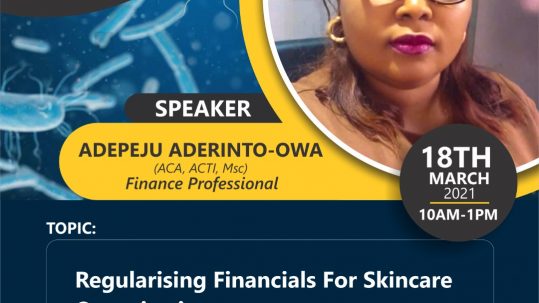 SPEAKER
ADEPEJU ADERINTO-OWA
(ACA, ACTI, Msc)
Finance Professional
18TH
MARCH
2021
10AM-1PM
TOPIC:
Regularising Financials For Skincare